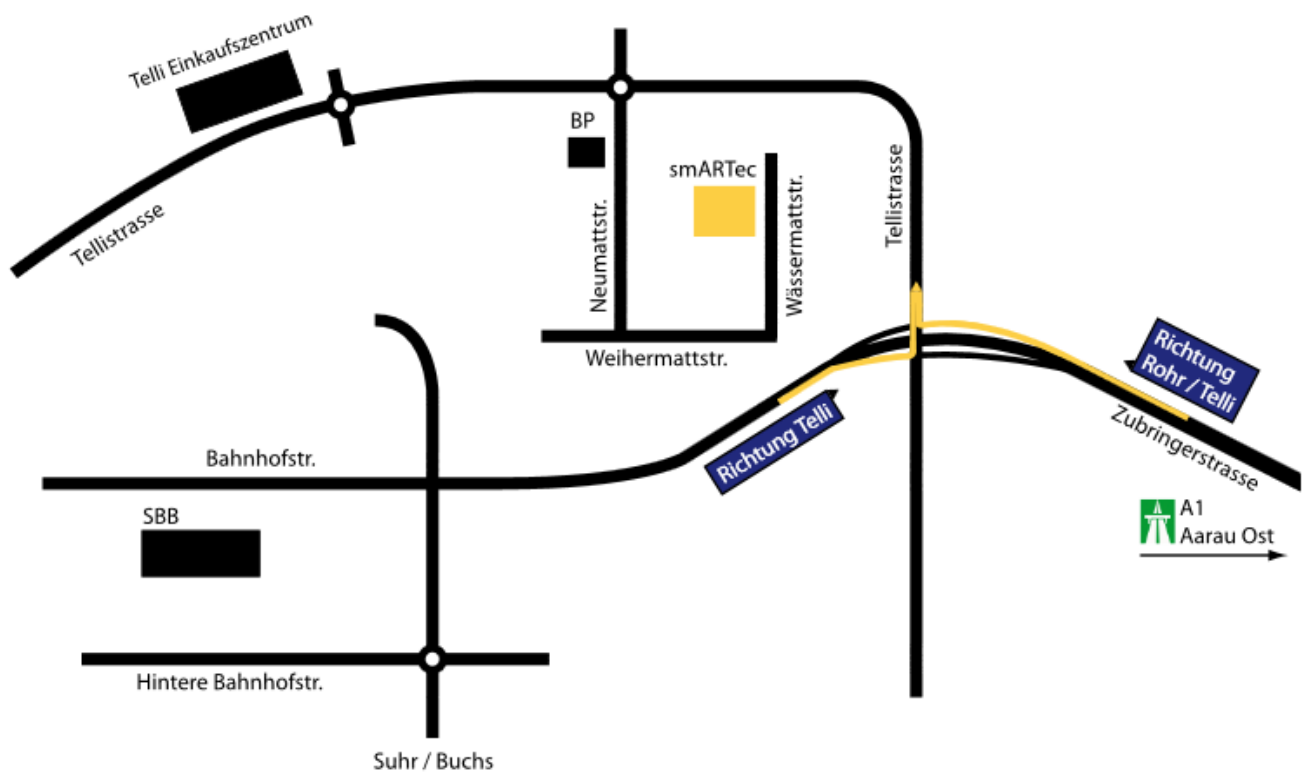 Telli Einkaufszentrum
BP
smARTec
Tellistrasse
Tellistrasse
Neumattstr.
Wässermattstr.
Weihermattstr.
Richtung
Rohr / Telli
Richtung Telli
Zubringerstrasse
Bahnhofstr.
SBB
A1
Aarau Ost
Hintere Bahnhofstr.
Suhr / Buchs